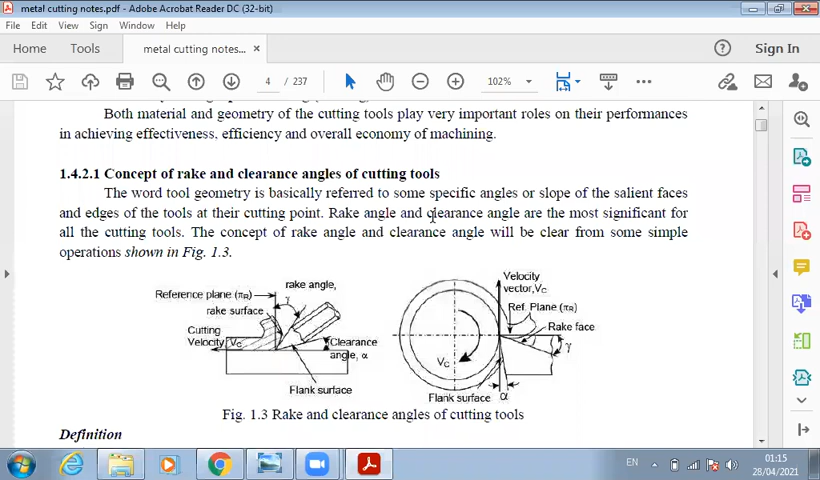 metal cutting notes.pdf - Adobe Acrobat Reader DC (32-bit)
File Edit View Sign Window Help
Home Tools metal cutting notes... × Sign In
4 / 237 102%
Both material and geometry of the cutting tools play very important roles on their performances
in achieving effectiveness, efficiency and overall economy of machining.
1.4.2.1 Concept of rake and clearance angles of cutting tools
The word tool geometry is basically referred to some specific angles or slope of the salient faces
and edges of the tools at their cutting point. Rake angle and clearance angle are the most significant for
all the cutting tools. The concept of rake angle and clearance angle will be clear from some simple
operations shown in Fig. 1.3.
Reference plane (πR)
rake angle,
γ
rake surface
Cutting
Velocity
VC
Clearance
angle, α
Flank surface
Velocity
vector, VC
Ref. Plane (πR)
Rake face
γ
VC
Flank surface
α
Fig. 1.3 Rake and clearance angles of cutting tools
Definition
EN
01:15
28/04/2021